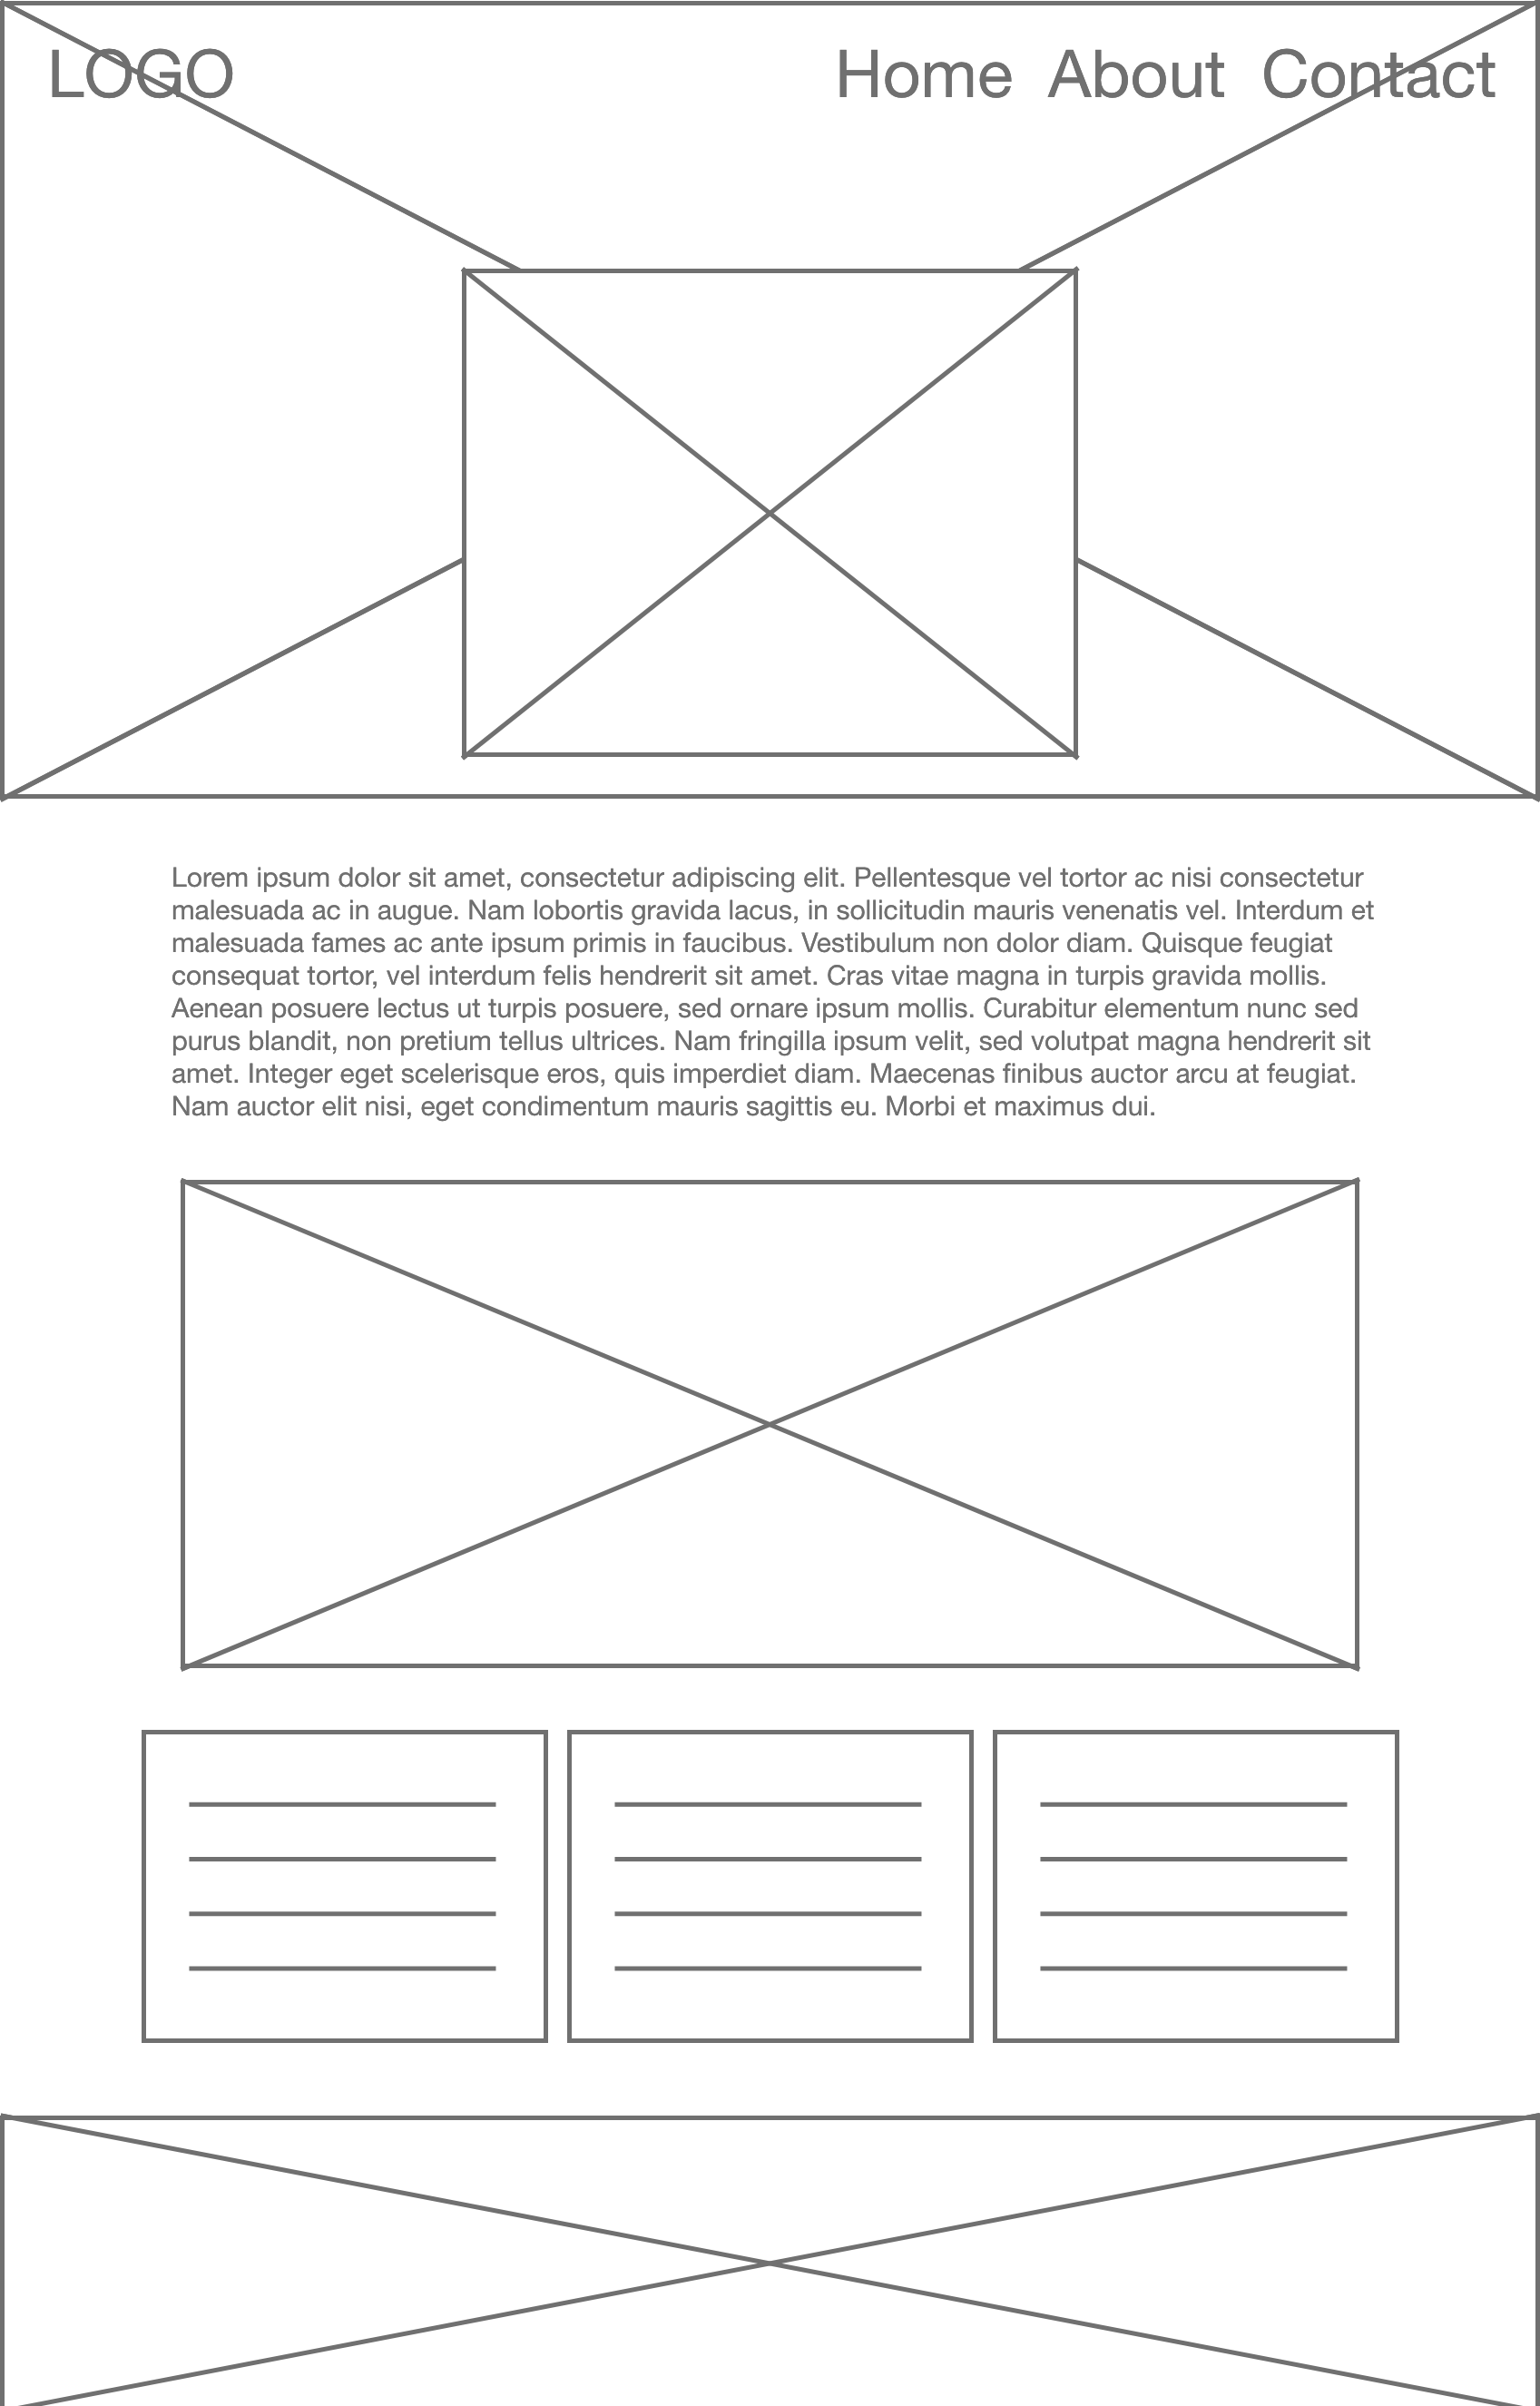 LOGO
Home About Contact
Lorem ipsum dolor sit amet, consectetur adipiscing elit. Pellentesque vel tortor ac nisi consectetur
malesuada ac in augue. Nam lobortis gravida lacus, in sollicitudin mauris venenatis vel. Interdum et
malesuada fames ac ante ipsum primis in faucibus. Vestibulum non dolor diam. Quisque feugiat
consequat tortor, vel interdum felis hendrerit sit amet. Cras vitae magna in turpis gravida mollis.
Aenean posuere lectus ut turpis posuere, sed ornare ipsum mollis. Curabitur elementum nunc sed
purus blandit, non pretium tellus ultrices. Nam fringilla ipsum velit, sed volutpat magna hendrerit sit
amet. Integer eget scelerisque eros, quis imperdiet diam. Maecenas finibus auctor arcu at feugiat.
Nam auctor elit nisi, eget condimentum mauris sagittis eu. Morbi et maximus dui.